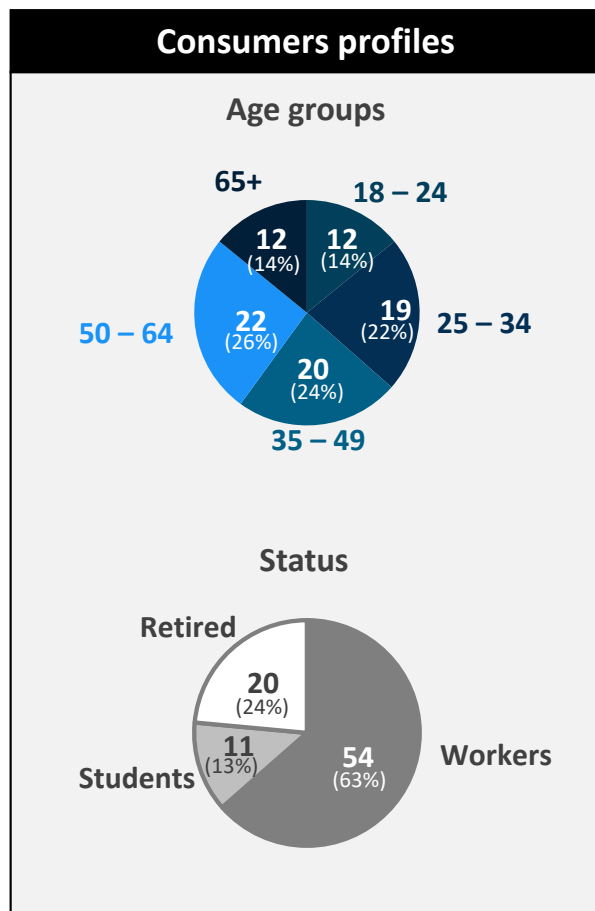 Consumers profiles
Age groups
65+
18 – 24
12
(14%)
12
(14%)
50 – 64
22
(26%)
19
(22%)
25 – 34
20
(24%)
35 – 49
Status
Retired
20
(24%)
11
(13%)
Students
54
(63%)
Workers